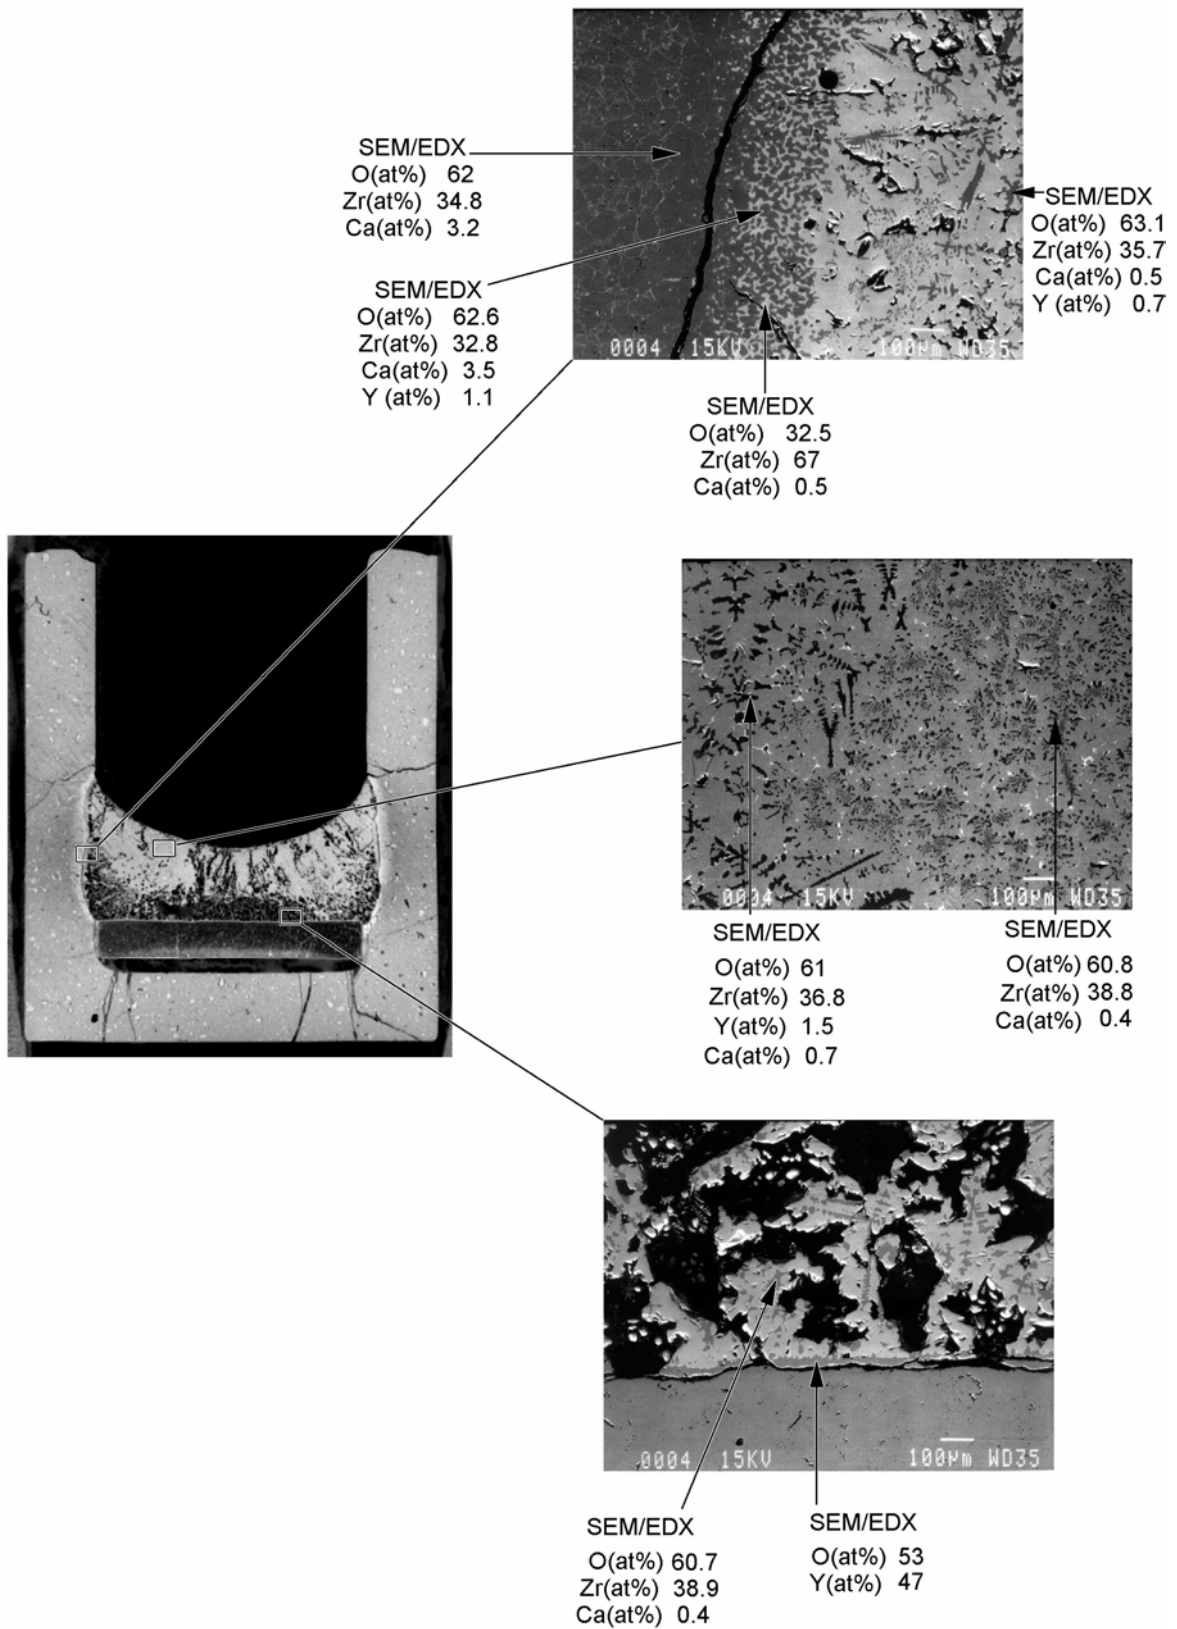 SEM/EDX
O(at%) 62
Zr(at%) 34.8
Ca(at%) 3.2
SEM/EDX
O(at%) 63.1
Zr(at%) 35.7
Ca(at%) 0.5
Y (at%) 0.7
SEM/EDX
O(at%) 62.6
Zr(at%) 32.8
Ca(at%) 3.5
Y (at%) 1.1
0004 15KV 100µm WD35
SEM/EDX
O(at%) 32.5
Zr(at%) 67
Ca(at%) 0.5
0004 15KV 100µm WD35
SEM/EDX
O(at%) 61
Zr(at%) 36.8
Y(at%) 1.5
Ca(at%) 0.7
SEM/EDX
O(at%) 60.8
Zr(at%) 38.8
Ca(at%) 0.4
0004 15KV 100µm WD35
SEM/EDX
O(at%) 60.7
Zr(at%) 38.9
Ca(at%) 0.4
SEM/EDX
O(at%) 53
Y(at%) 47